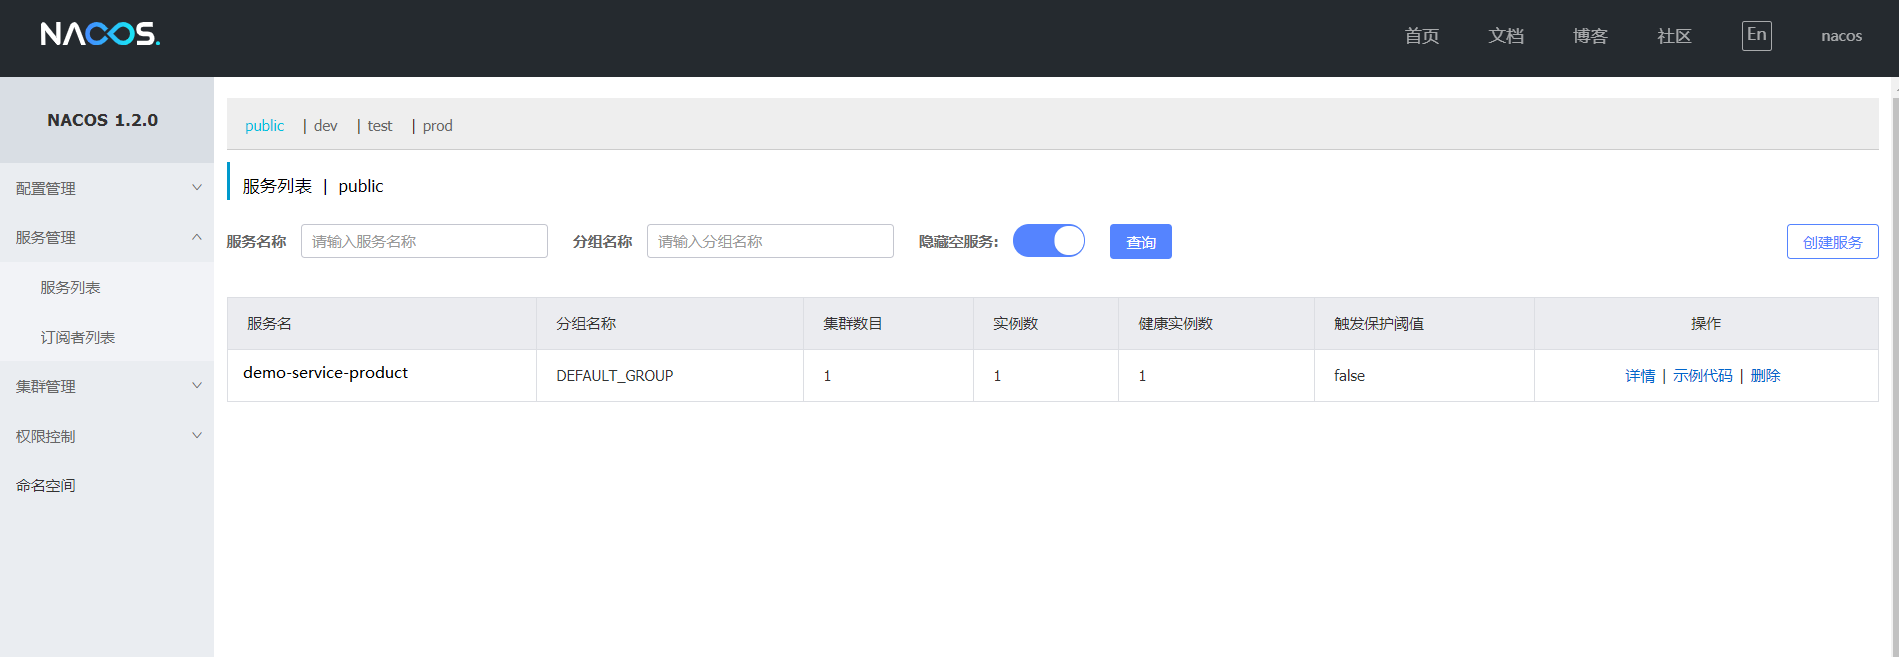 NACOS.
首页 文档 博客 社区 En nacos
NACOS 1.2.0
配置管理
服务管理
服务列表
订阅者列表
集群管理
权限控制
命名空间
public | dev | test | prod
服务列表 | public
服务名称 请输入服务名称 分组名称 请输入分组名称 隐藏空服务: 查询 创建服务
服务名 分组名称 集群数目 实例数 健康实例数 触发保护阈值 操作
demo-service-product DEFAULT_GROUP 1 1 1 false 详情 | 示例代码 | 删除